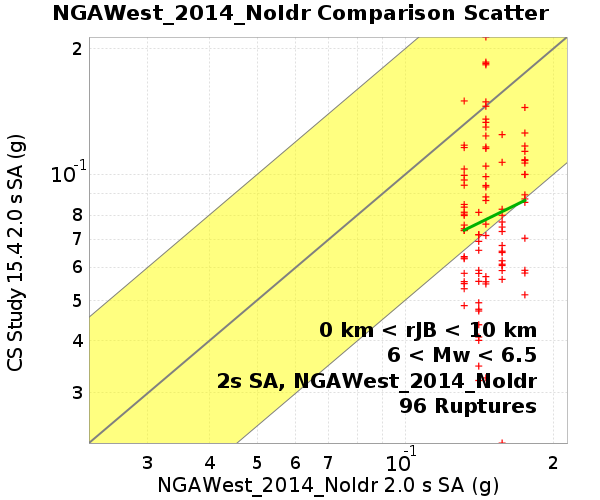 NGAWest_2014_NoIdr Comparison Scatter
CS Study 15.4 2.0 s SA (g)
2
10-1
8
7
6
5
4
3
0 km < rJB < 10 km
6 < Mw < 6.5
2s SA, NGAWest_2014_NoIdr
96 Ruptures
3 4 5 6 7 10-1 2
NGAWest_2014_NoIdr 2.0 s SA (g)